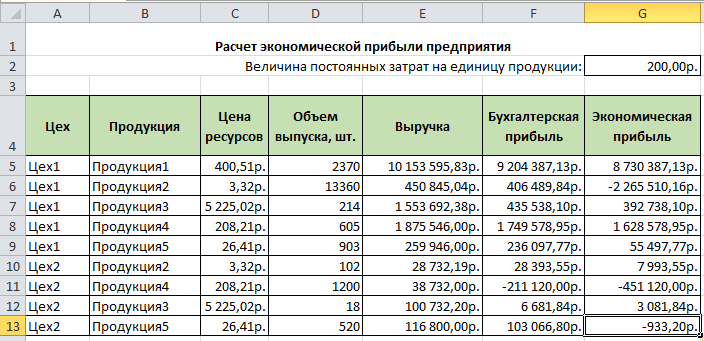 A B C D E F G
1 Расчет экономической прибыли предприятия
2 Величина постоянных затрат на единицу продукции: 200,00р.
3
4 Цех Продукция Цена ресурсов Объем выпуска, шт. Выручка Бухгалтерская прибыль Экономическая прибыль
5 Цех1 Продукция1 400,51р. 2370 10 153 595,83р. 9 204 387,13р. 8 730 387,13р.
6 Цех1 Продукция2 3,32р. 13360 450 845,04р. 406 489,84р. -2 265 510,16р.
7 Цех1 Продукция3 5 225,02р. 214 1 553 692,38р. 435 538,10р. 392 738,10р.
8 Цех1 Продукция4 208,21р. 605 1 875 546,00р. 1 749 578,95р. 1 628 578,95р.
9 Цех1 Продукция5 26,41р. 903 259 946,00р. 236 097,77р. 55 497,77р.
10 Цех2 Продукция2 3,32р. 102 28 732,19р. 28 393,55р. 7 993,55р.
11 Цех2 Продукция4 208,21р. 1200 38 732,00р. -211 120,00р. -451 120,00р.
12 Цех2 Продукция3 5 225,02р. 18 100 732,20р. 6 681,84р. 3 081,84р.
13 Цех2 Продукция5 26,41р. 520 116 800,00р. 103 066,80р. -933,20р.